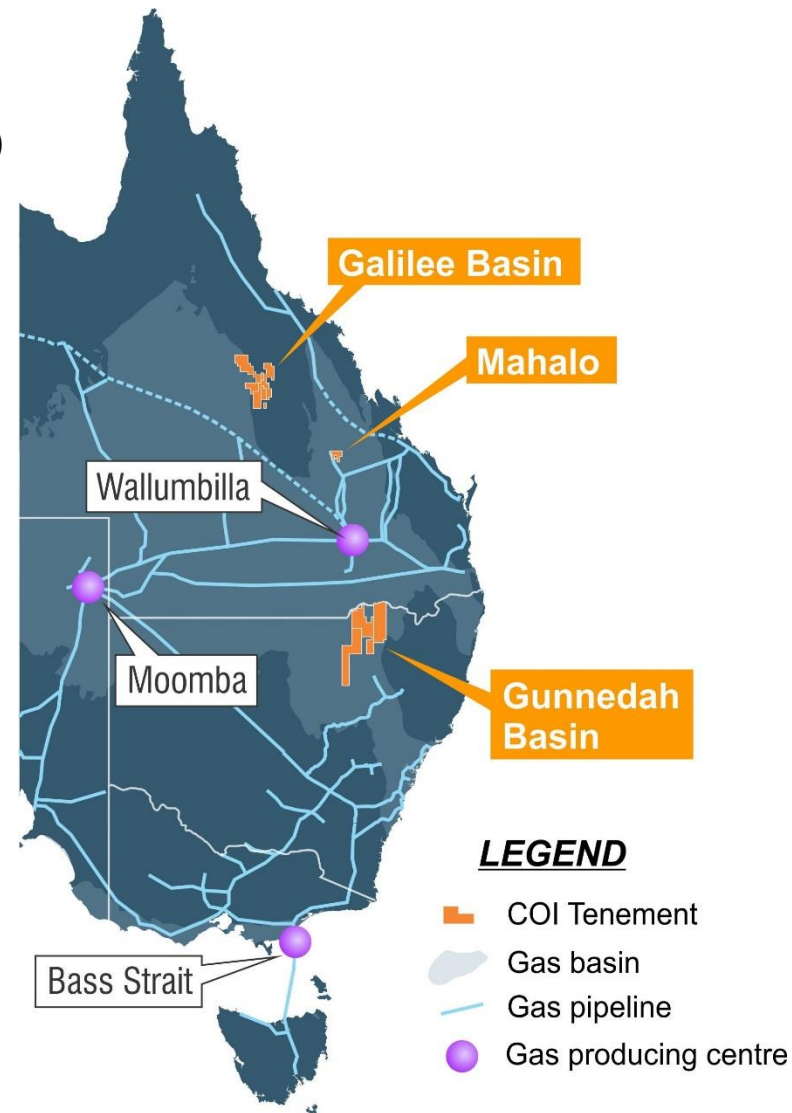 )
Galilee Basin
Mahalo
Wallumbilla
Moomba
Gunnedah
Basin
LEGEND
COI Tenement
Gas basin
Gas pipeline
Gas producing centre
Bass Strait